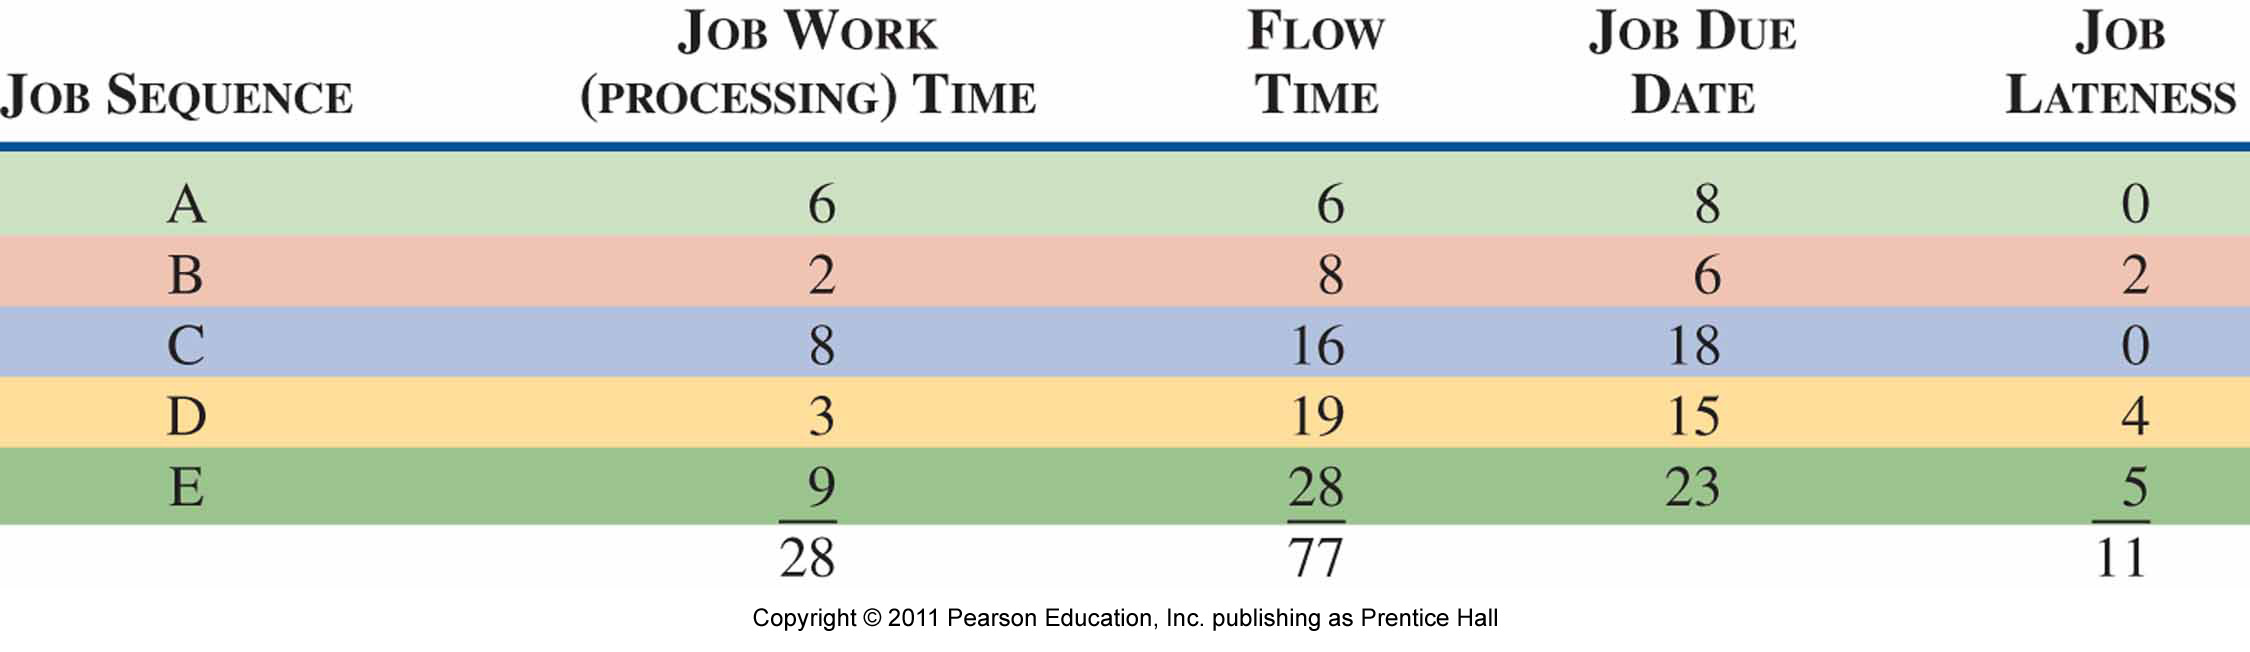 JOB WORK FLOW JOB DUE JOB
JOB SEQUENCE (PROCESSING) TIME TIME DATE LATENESS
A 6 6 8 0
B 2 8 6 2
C 8 16 18 0
D 3 19 15 4
E 9 28 23 5
28 77 11
Copyright © 2011 Pearson Education, Inc. publishing as Prentice Hall